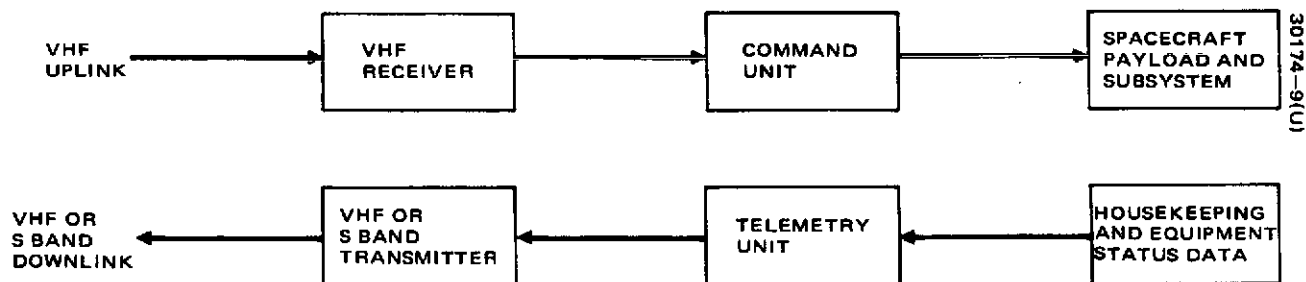 VHF
UPLINK
VHF
RECEIVER
COMMAND
UNIT
SPACECRAFT
PAYLOAD AND
SUBSYSTEM
30174-9(U)
VHF OR
S BAND
DOWNLINK
VHF OR
S BAND
TRANSMITTER
TELEMETRY
UNIT
HOUSEKEEPING
AND EQUIPMENT
STATUS DATA